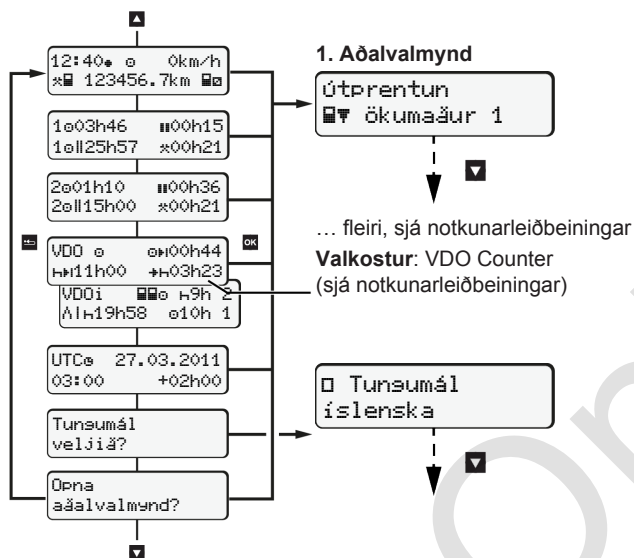 12:40 0km/h
123456.7km
1 03h46 00h15
1 25h57 00h21
2 01h10 00h36
2 15h00 00h21
VDO 00h44
11h00 03h23
VDOi 9h 2
19h58 10h 1
UTC 27.03.2011
03:00 +02h00
Tungumál
veljið?
Opna
aðalvalmynd?
OK
1. Aðalvalmynd
útprentun
ökumaður 1
… fleiri, sjá notkunarleiðbeiningar
Valkostur: VDO Counter
(sjá notkunarleiðbeiningar)
Tungumál
íslenska